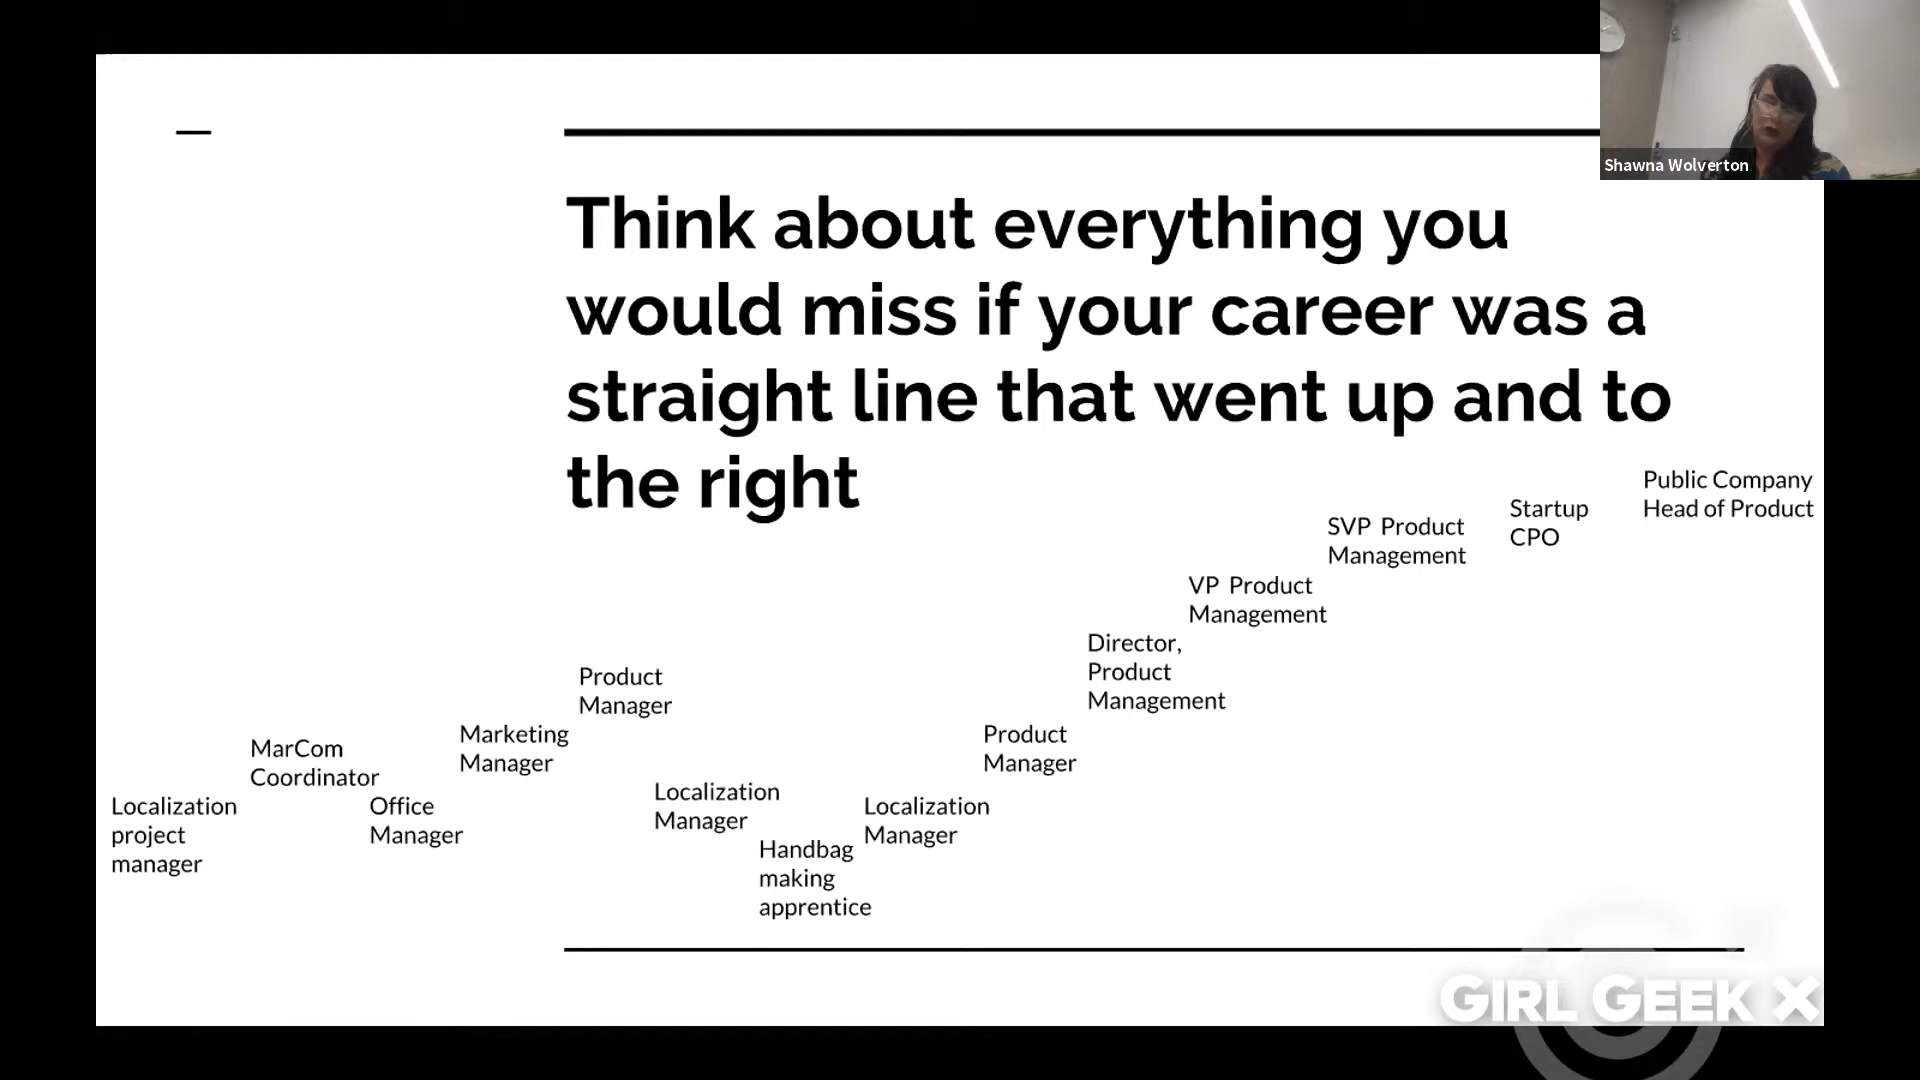 Shawna Wolverton
Think about everything you
would miss if your career was a
straight line that went up and to
the right
Localization
project
manager
MarCom
Coordinator
Office
Manager
Marketing
Manager
Product
Manager
Localization
Manager
Handbag
making
apprentice
Localization
Manager
Product
Manager
Director,
Product
Management
VP Product
Management
SVP Product
Management
Startup
CPO
Public Company
Head of Product
GIRL GEEK X